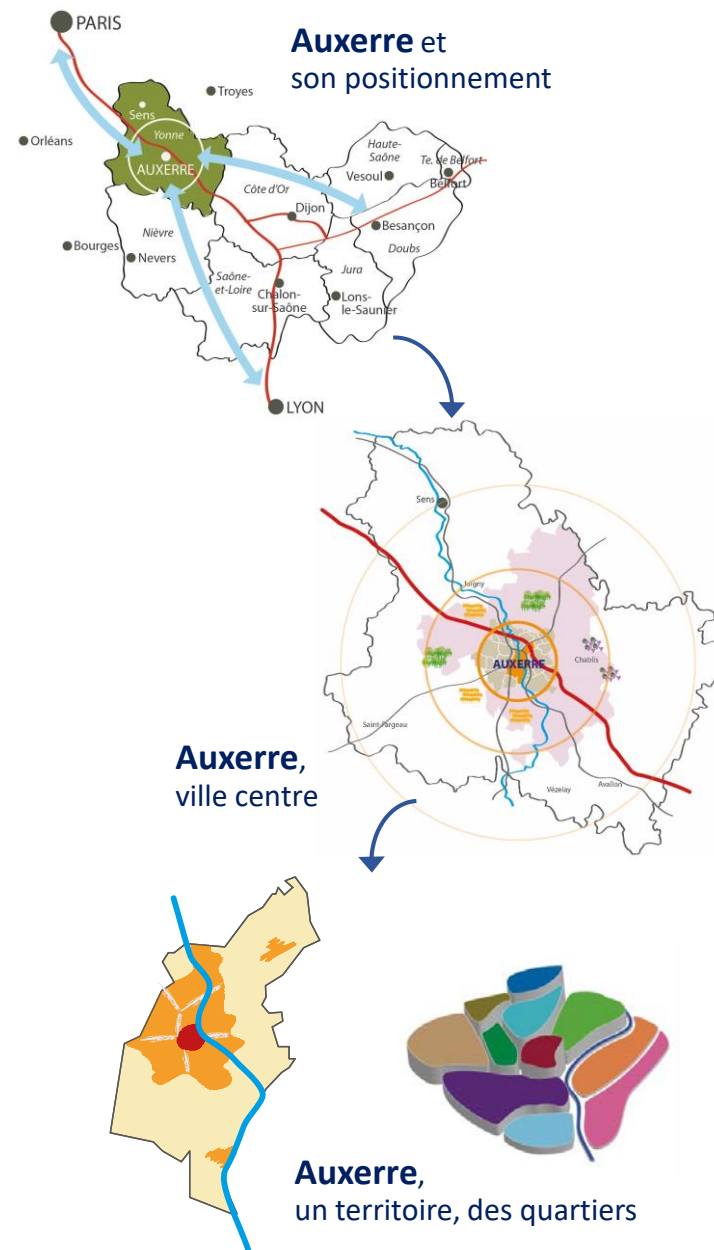 Auxerre et
son positionnement
PARIS
Troyes
Sens
Orléans
Yonne
AUXERRE
Haute-
Saône
Te. de Belfort
Vesoul
Belfort
Côte d'Or
Dijon
Besançon
Doubs
Nièvre
Bourges
Nevers
Saône-
et-Loire
Jura
Chalon-
sur-Saône
Lons-
le-Saunier
LYON
Sens
Joigny
AUXERRE
Chablis
Saint-Fargeau
Vézelay
Avallon
Auxerre,
ville centre
Auxerre,
un territoire, des quartiers